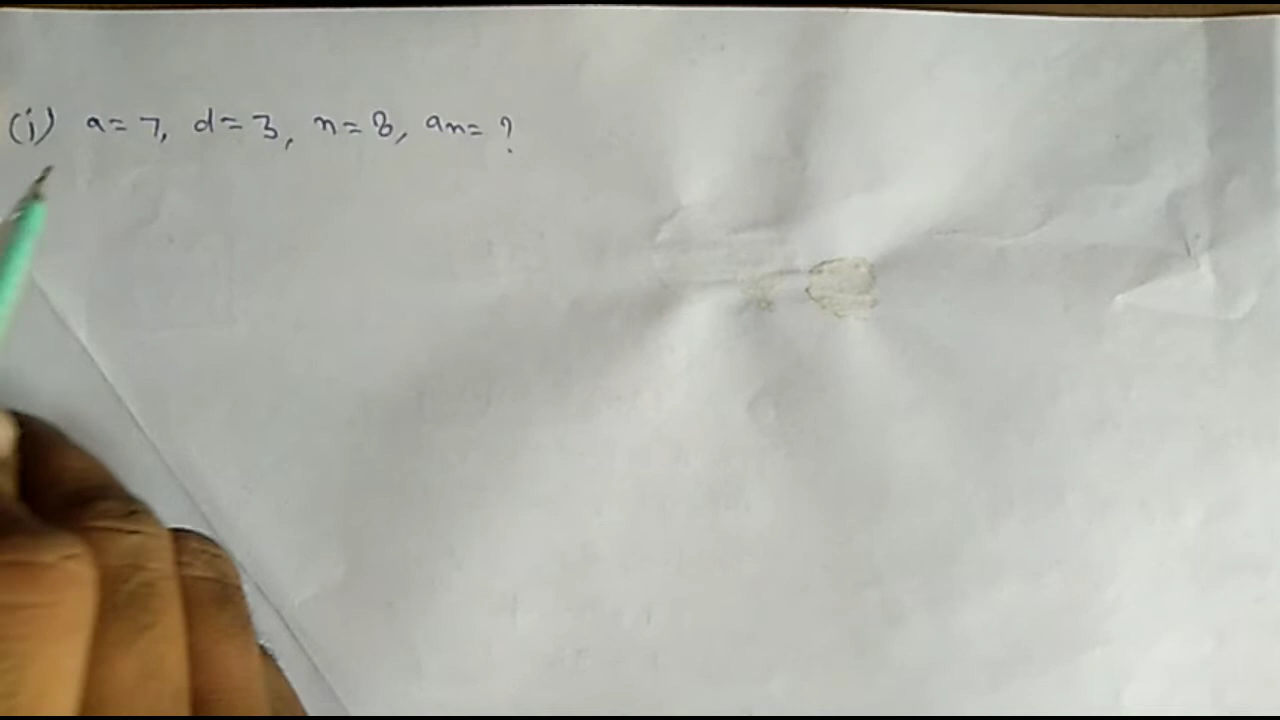 (i) a=7, d=3, n=8, an=?